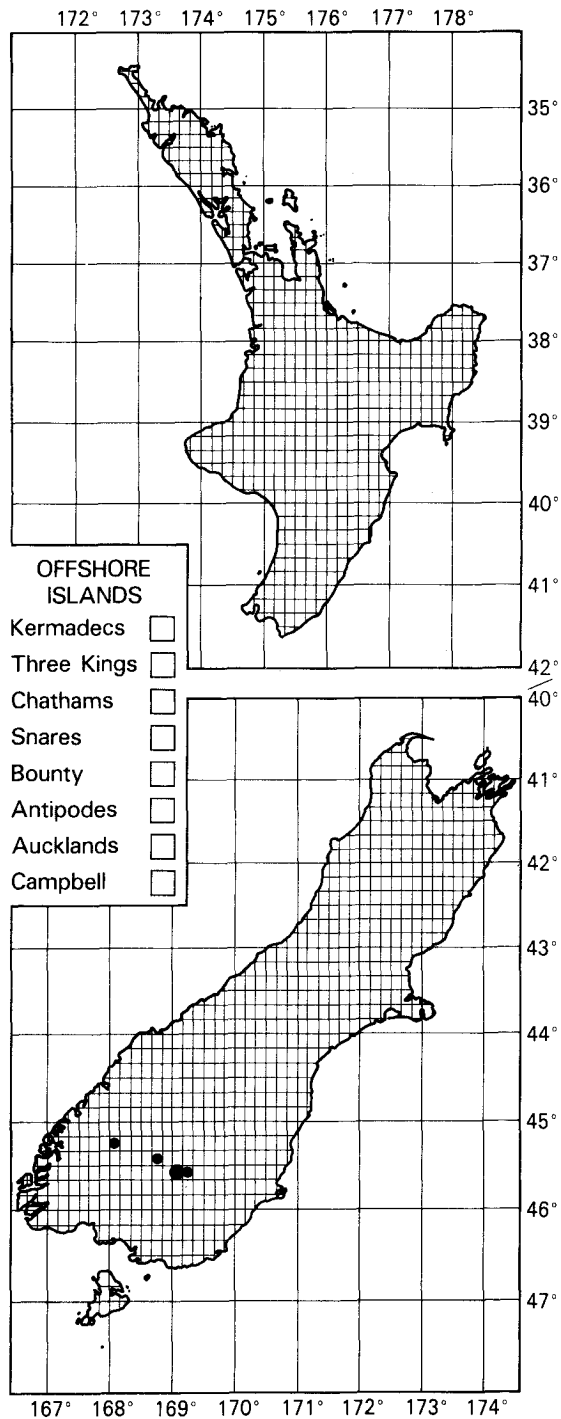 172° 173° 174° 175° 176° 177° 178°
35°
36°
37°
38°
39°
40°
41°
42°
OFFSHORE
ISLANDS
Kermadecs
Three Kings
Chathams
Snares
Bounty
Antipodes
Aucklands
Campbell
40°
41°
42°
43°
44°
45°
46°
47°
167° 168° 169° 170° 171° 172° 173° 174°